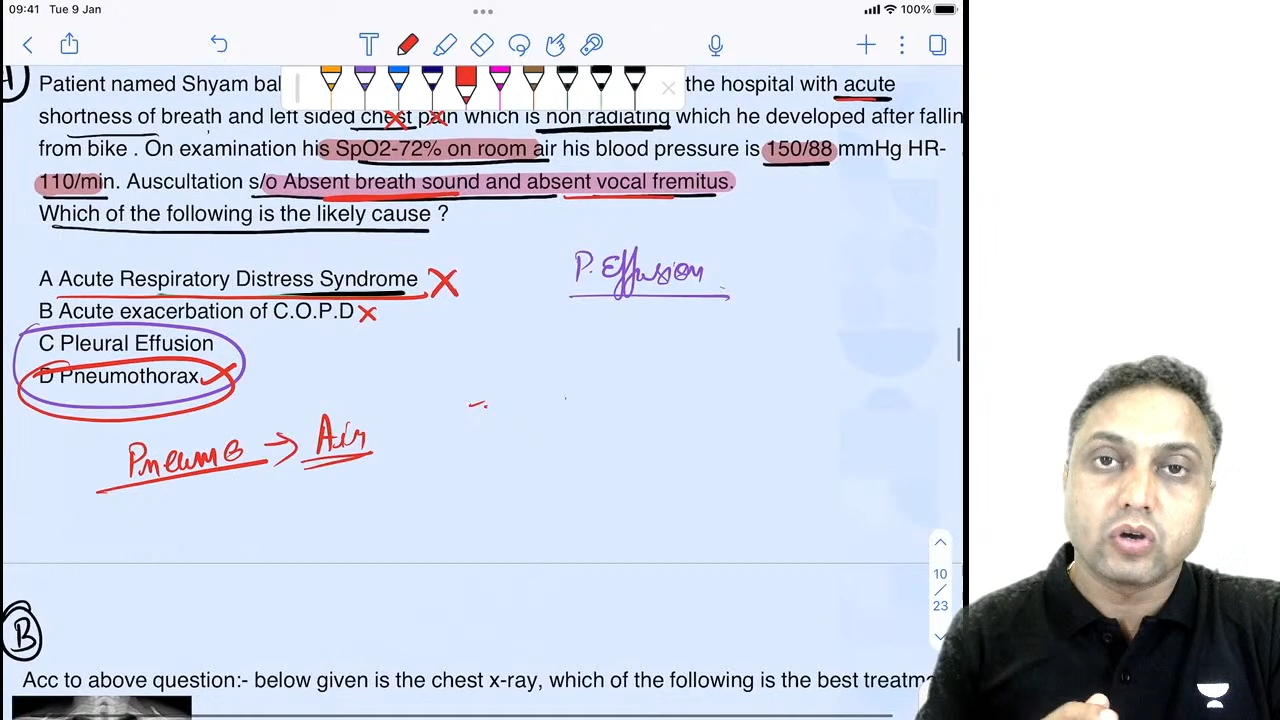 09:41 Tue 9 Jan
100%
Patient named Shyam the hospital with acute
shortness of breath and left sided chest pain which is non radiating which he developed after fallin
from bike . On examination his SpO2-72% on room air his blood pressure is 150/88 mmHg HR-
110/min. Auscultation s/o Absent breath sound and absent vocal fremitus.
Which of the following is the likely cause ?
P. Effusion
A Acute Respiratory Distress Syndrome
B Acute exacerbation of C.O.P.D
C Pleural Effusion
D Pneumothorax
Pneumo → Air
10
/
23
B
Acc to above question:- below given is the chest x-ray, which of the following is the best treatme